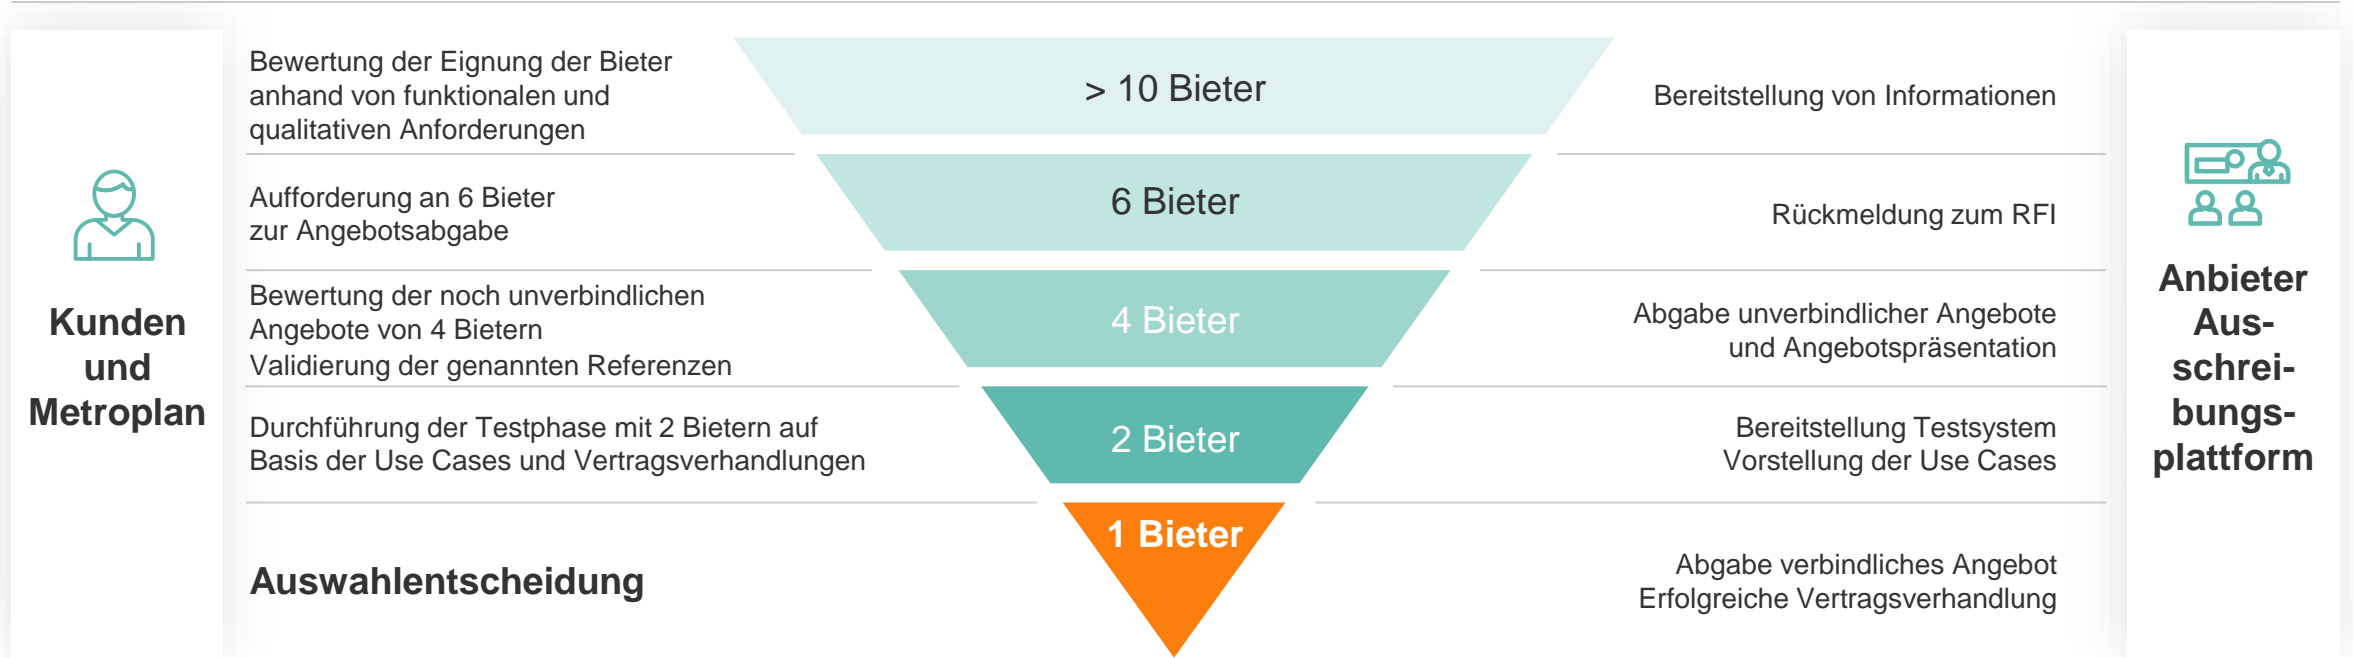 Kunden
und
Metroplan
Bewertung der Eignung der Bieter
anhand von funktionalen und
qualitativen Anforderungen
> 10 Bieter
Bereitstellung von Informationen
Aufforderung an 6 Bieter
zur Angebotsabgabe
6 Bieter
Rückmeldung zum RFI
Bewertung der noch unverbindlichen
Angebote von 4 Bietern
Validierung der genannten Referenzen
4 Bieter
Abgabe unverbindlicher Angebote
und Angebotspräsentation
Durchführung der Testphase mit 2 Bietern auf
Basis der Use Cases und Vertragsverhandlungen
2 Bieter
Bereitstellung Testsystem
Vorstellung der Use Cases
Auswahlentscheidung
1 Bieter
Abgabe verbindliches Angebot
Erfolgreiche Vertragsverhandlung
Anbieter
Aus-
schrei-
bungs-
plattform